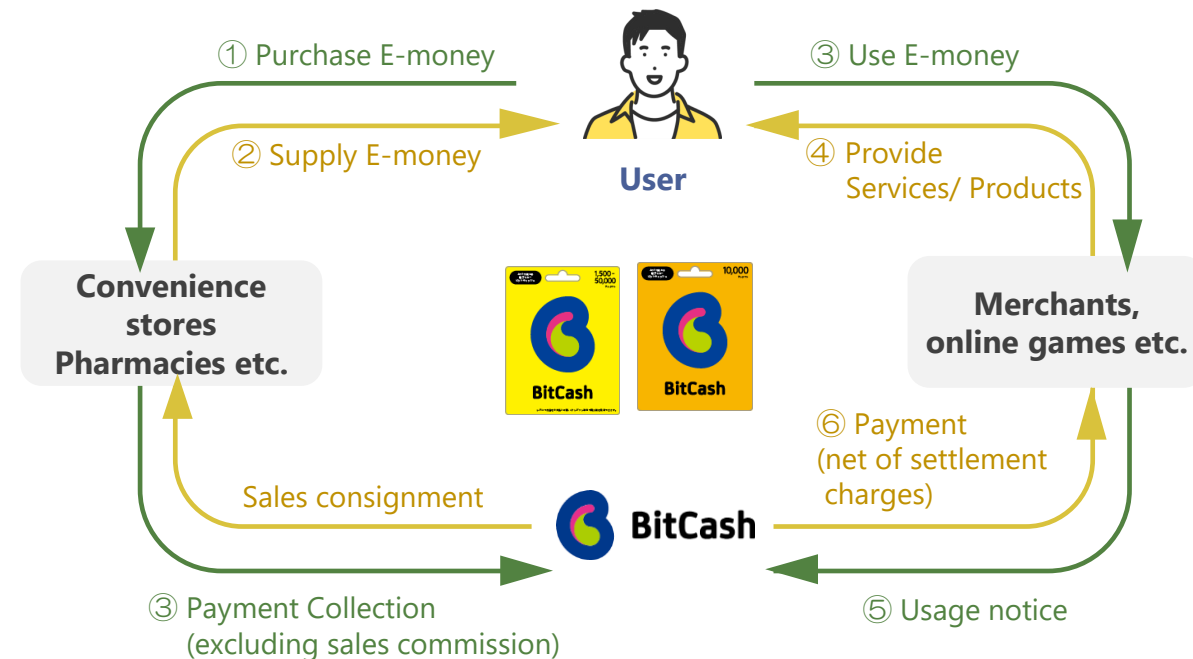 ① Purchase E-money
③ Use E-money
② Supply E-money
④ Provide
Services/ Products
User
Convenience
stores
Pharmacies etc.
1,500-
50,000
BitCash
10,000
BitCash
Merchants,
online games etc.
⑥ Payment
(net of settlement
charges)
Sales consignment
BitCash
③ Payment Collection
(excluding sales commission)
⑤ Usage notice